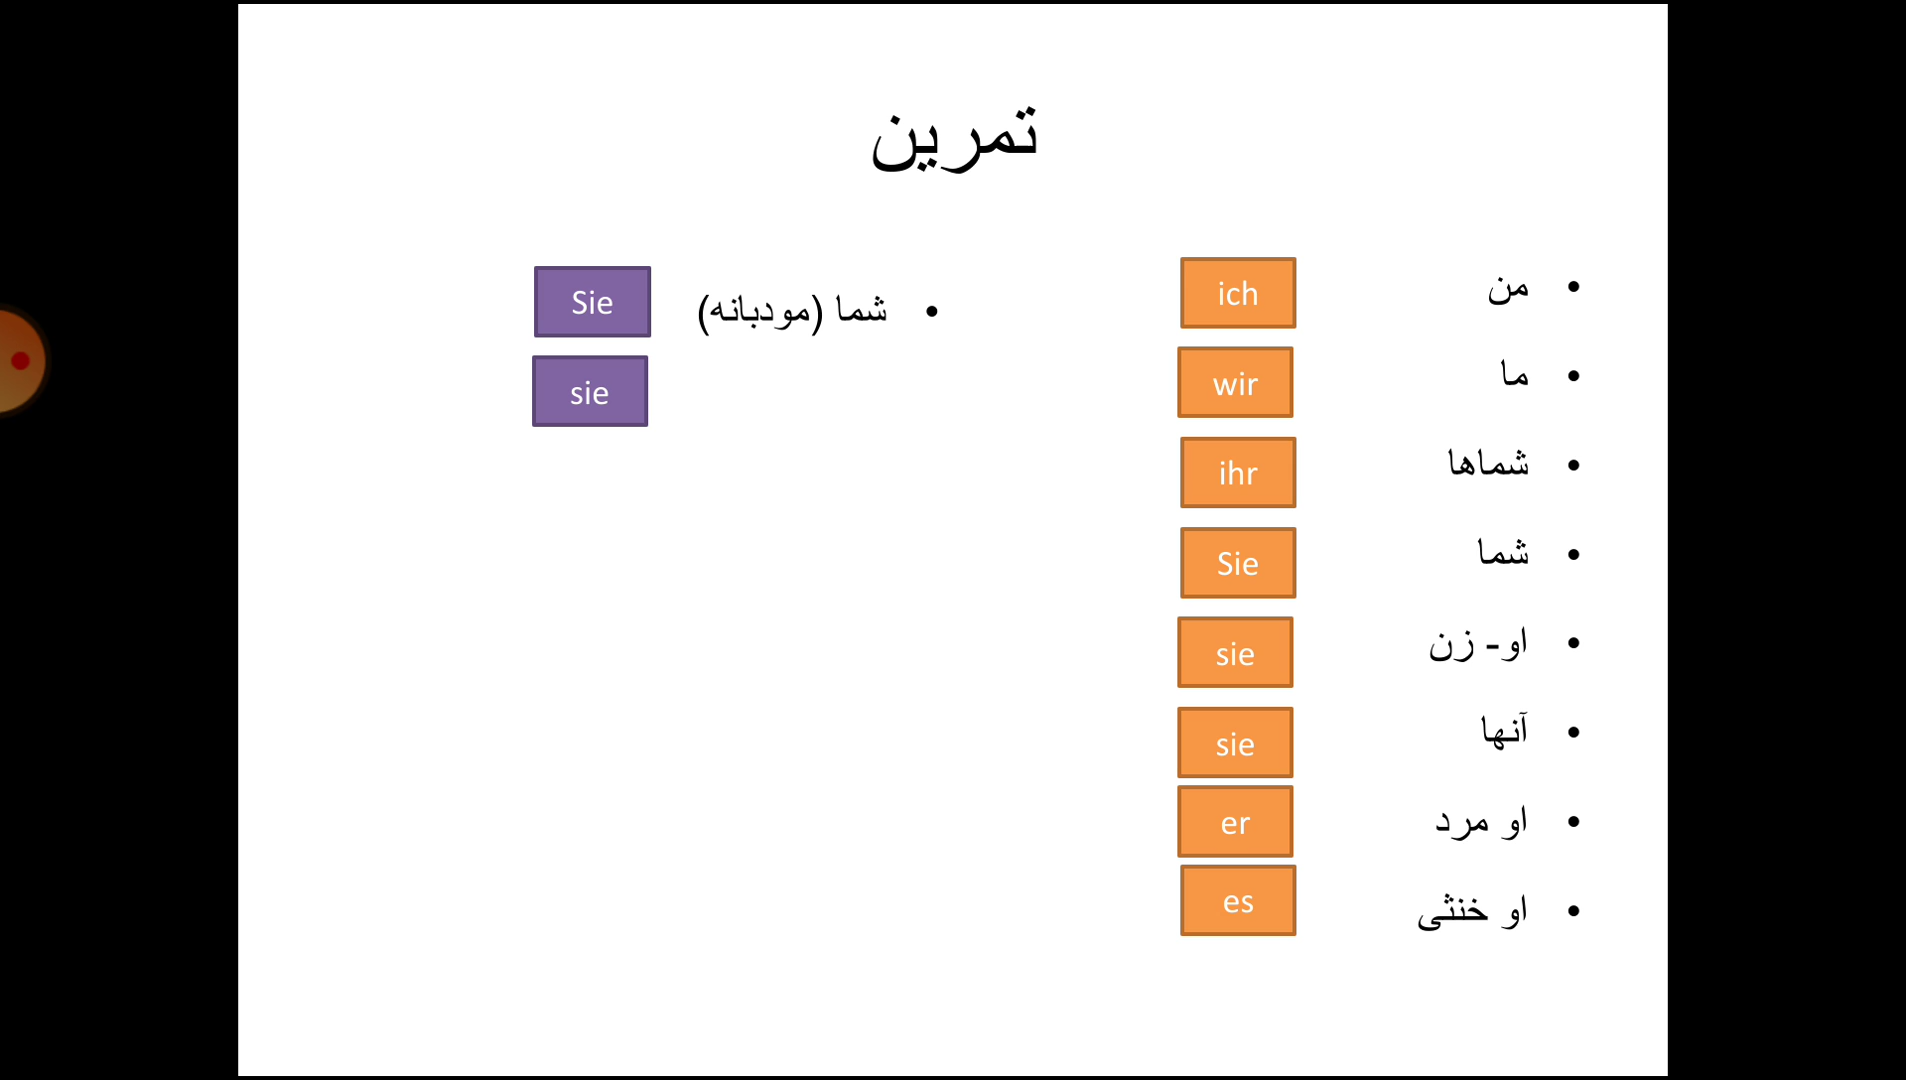 تمرین
من
ich
ما
wir
شماها
ihr
شما
Sie
او- زن
sie
آنها
sie
او مرد
er
او خنثی
es
شما (مودبانه)
Sie
sie